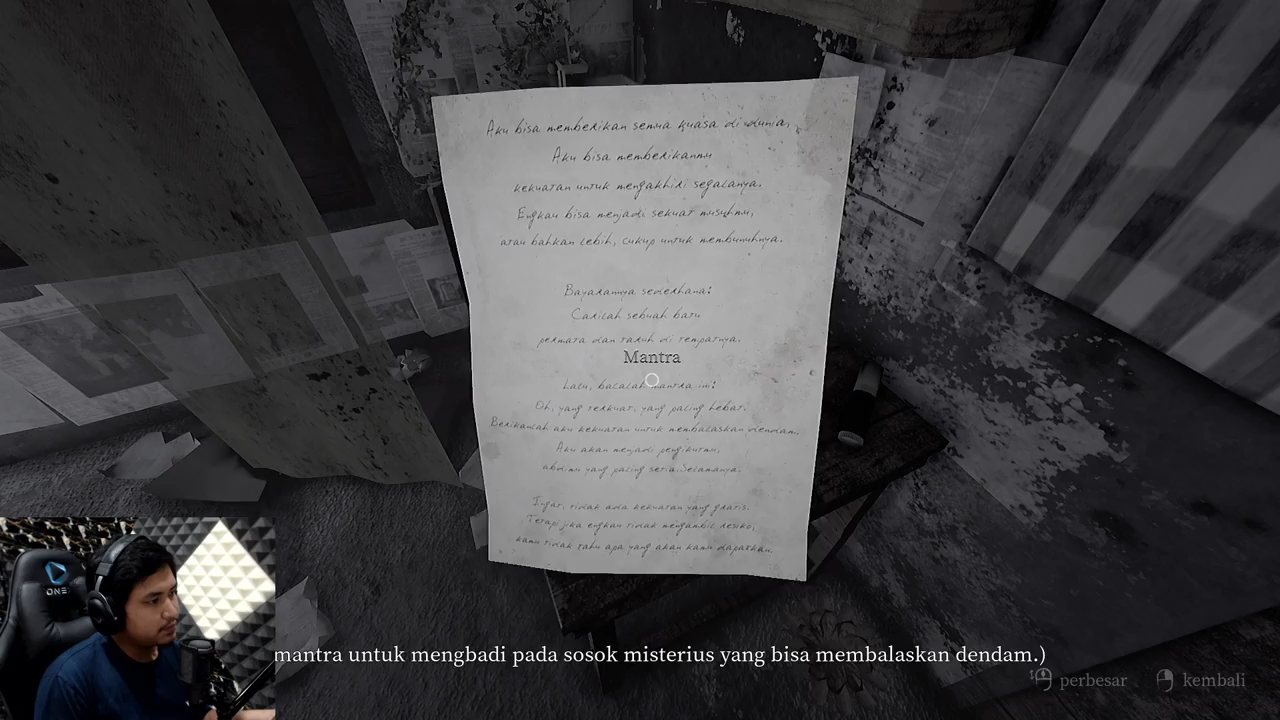 Aku bisa memberikan semua kuasa di dunia,
Aku bisa memberikanmu
kekuatan untuk mengakhiri segalanya.
Engkau bisa menjadi sekuat musuhmu,
atau bahkan lebih, cukup untuk membunuhnya.
Bayarannya sederhana:
Carilah sebuah batu
permata dan taruh di tempatnya.
Mantra
Lalu, bacalah mantra ini:
Oh, yang terkuat, yang paling hebat.
Berikanlah aku kekuatan untuk membalaskan dendam.
Aku akan menjadi pengikutmu,
abdimu yang paling setia. Selamanya.
Ingat, tidak ada kekuatan yang gratis.
Tetapi jika engkau tidak mengambil resiko,
kamu tidak tahu apa yang akan kamu dapatkan.
ONE
mantra untuk mengbadi pada sosok misterius yang bisa membalaskan dendam.)
perbesar kembali